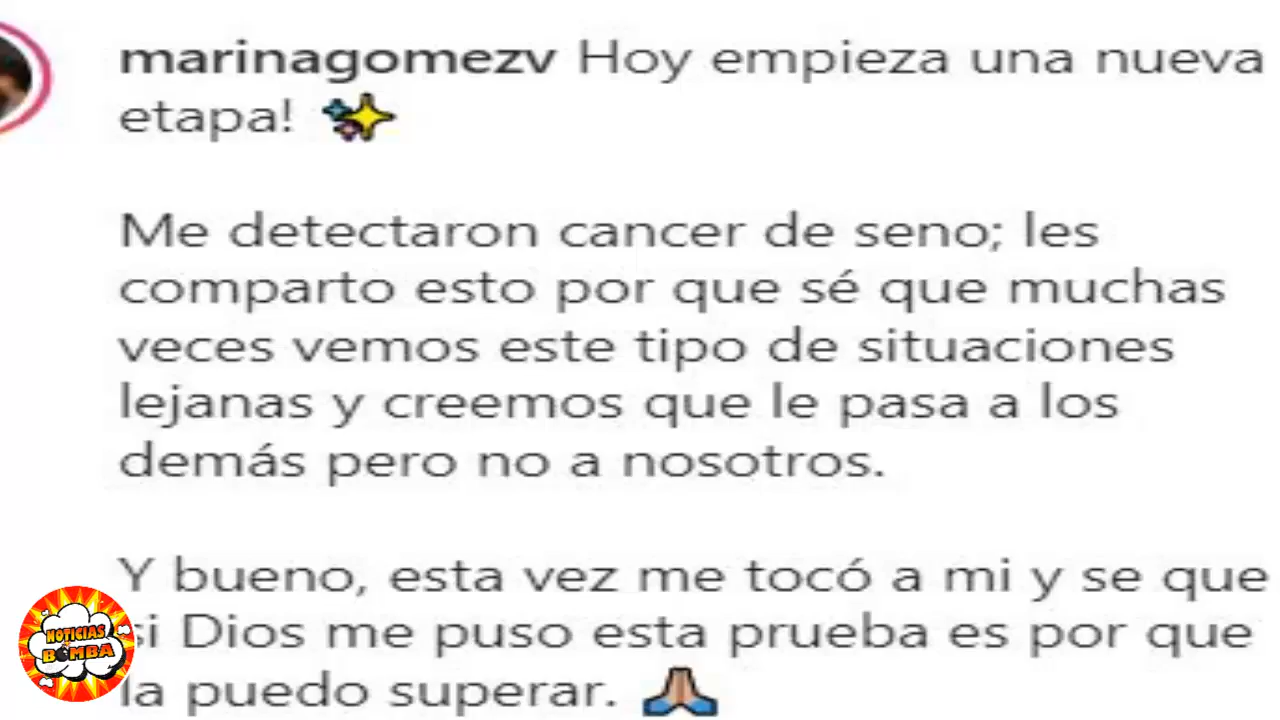 marinagomezv Hoy empieza una nueva
etapa! ✨
Me detectaron cancer de seno; les
comparto esto por que sé que muchas
veces vemos este tipo de situaciones
lejanas y creemos que le pasa a los
demás pero no a nosotros.
Y bueno, esta vez me tocó a mi y se que
si Dios me puso esta prueba es por que
la puedo superar. 🙏🏽
NOTICIAS
BOMBA